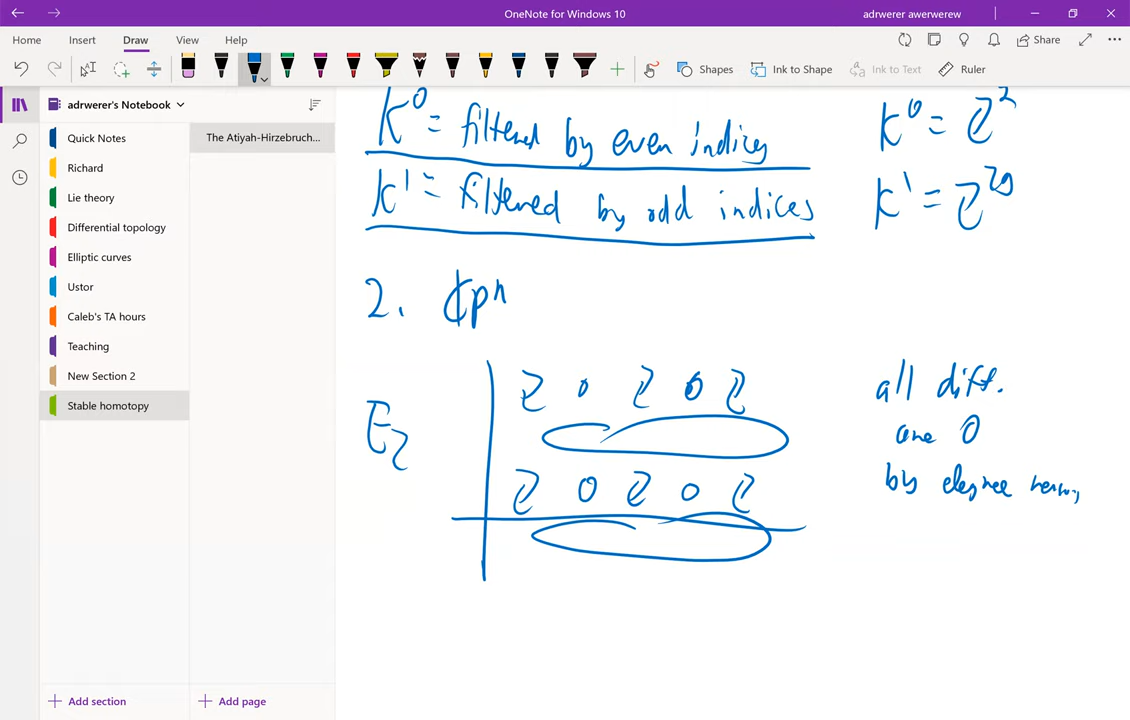 OneNote for Windows 10
adrwerer awerwerew
Home Insert Draw View Help
Share
Shapes
Ink to Shape
Ink to Text
Ruler
adrwerer's Notebook
Quick Notes
Richard
Lie theory
Differential topology
Elliptic curves
Ustor
Caleb's TA hours
Teaching
New Section 2
Stable homotopy
Add section
The Atiyah-Hirzebruch...
Add page
K⁰ = filtered by even indices
K¹ = filtered by odd indices
K⁰ = ℤ²
K¹ = ℤ²ᵍ
2. ℂPⁿ
E₂
ℤ 0 ℤ 0 ℤ
ℤ 0 ℤ 0 ℤ
all diff.
are 0
by degree